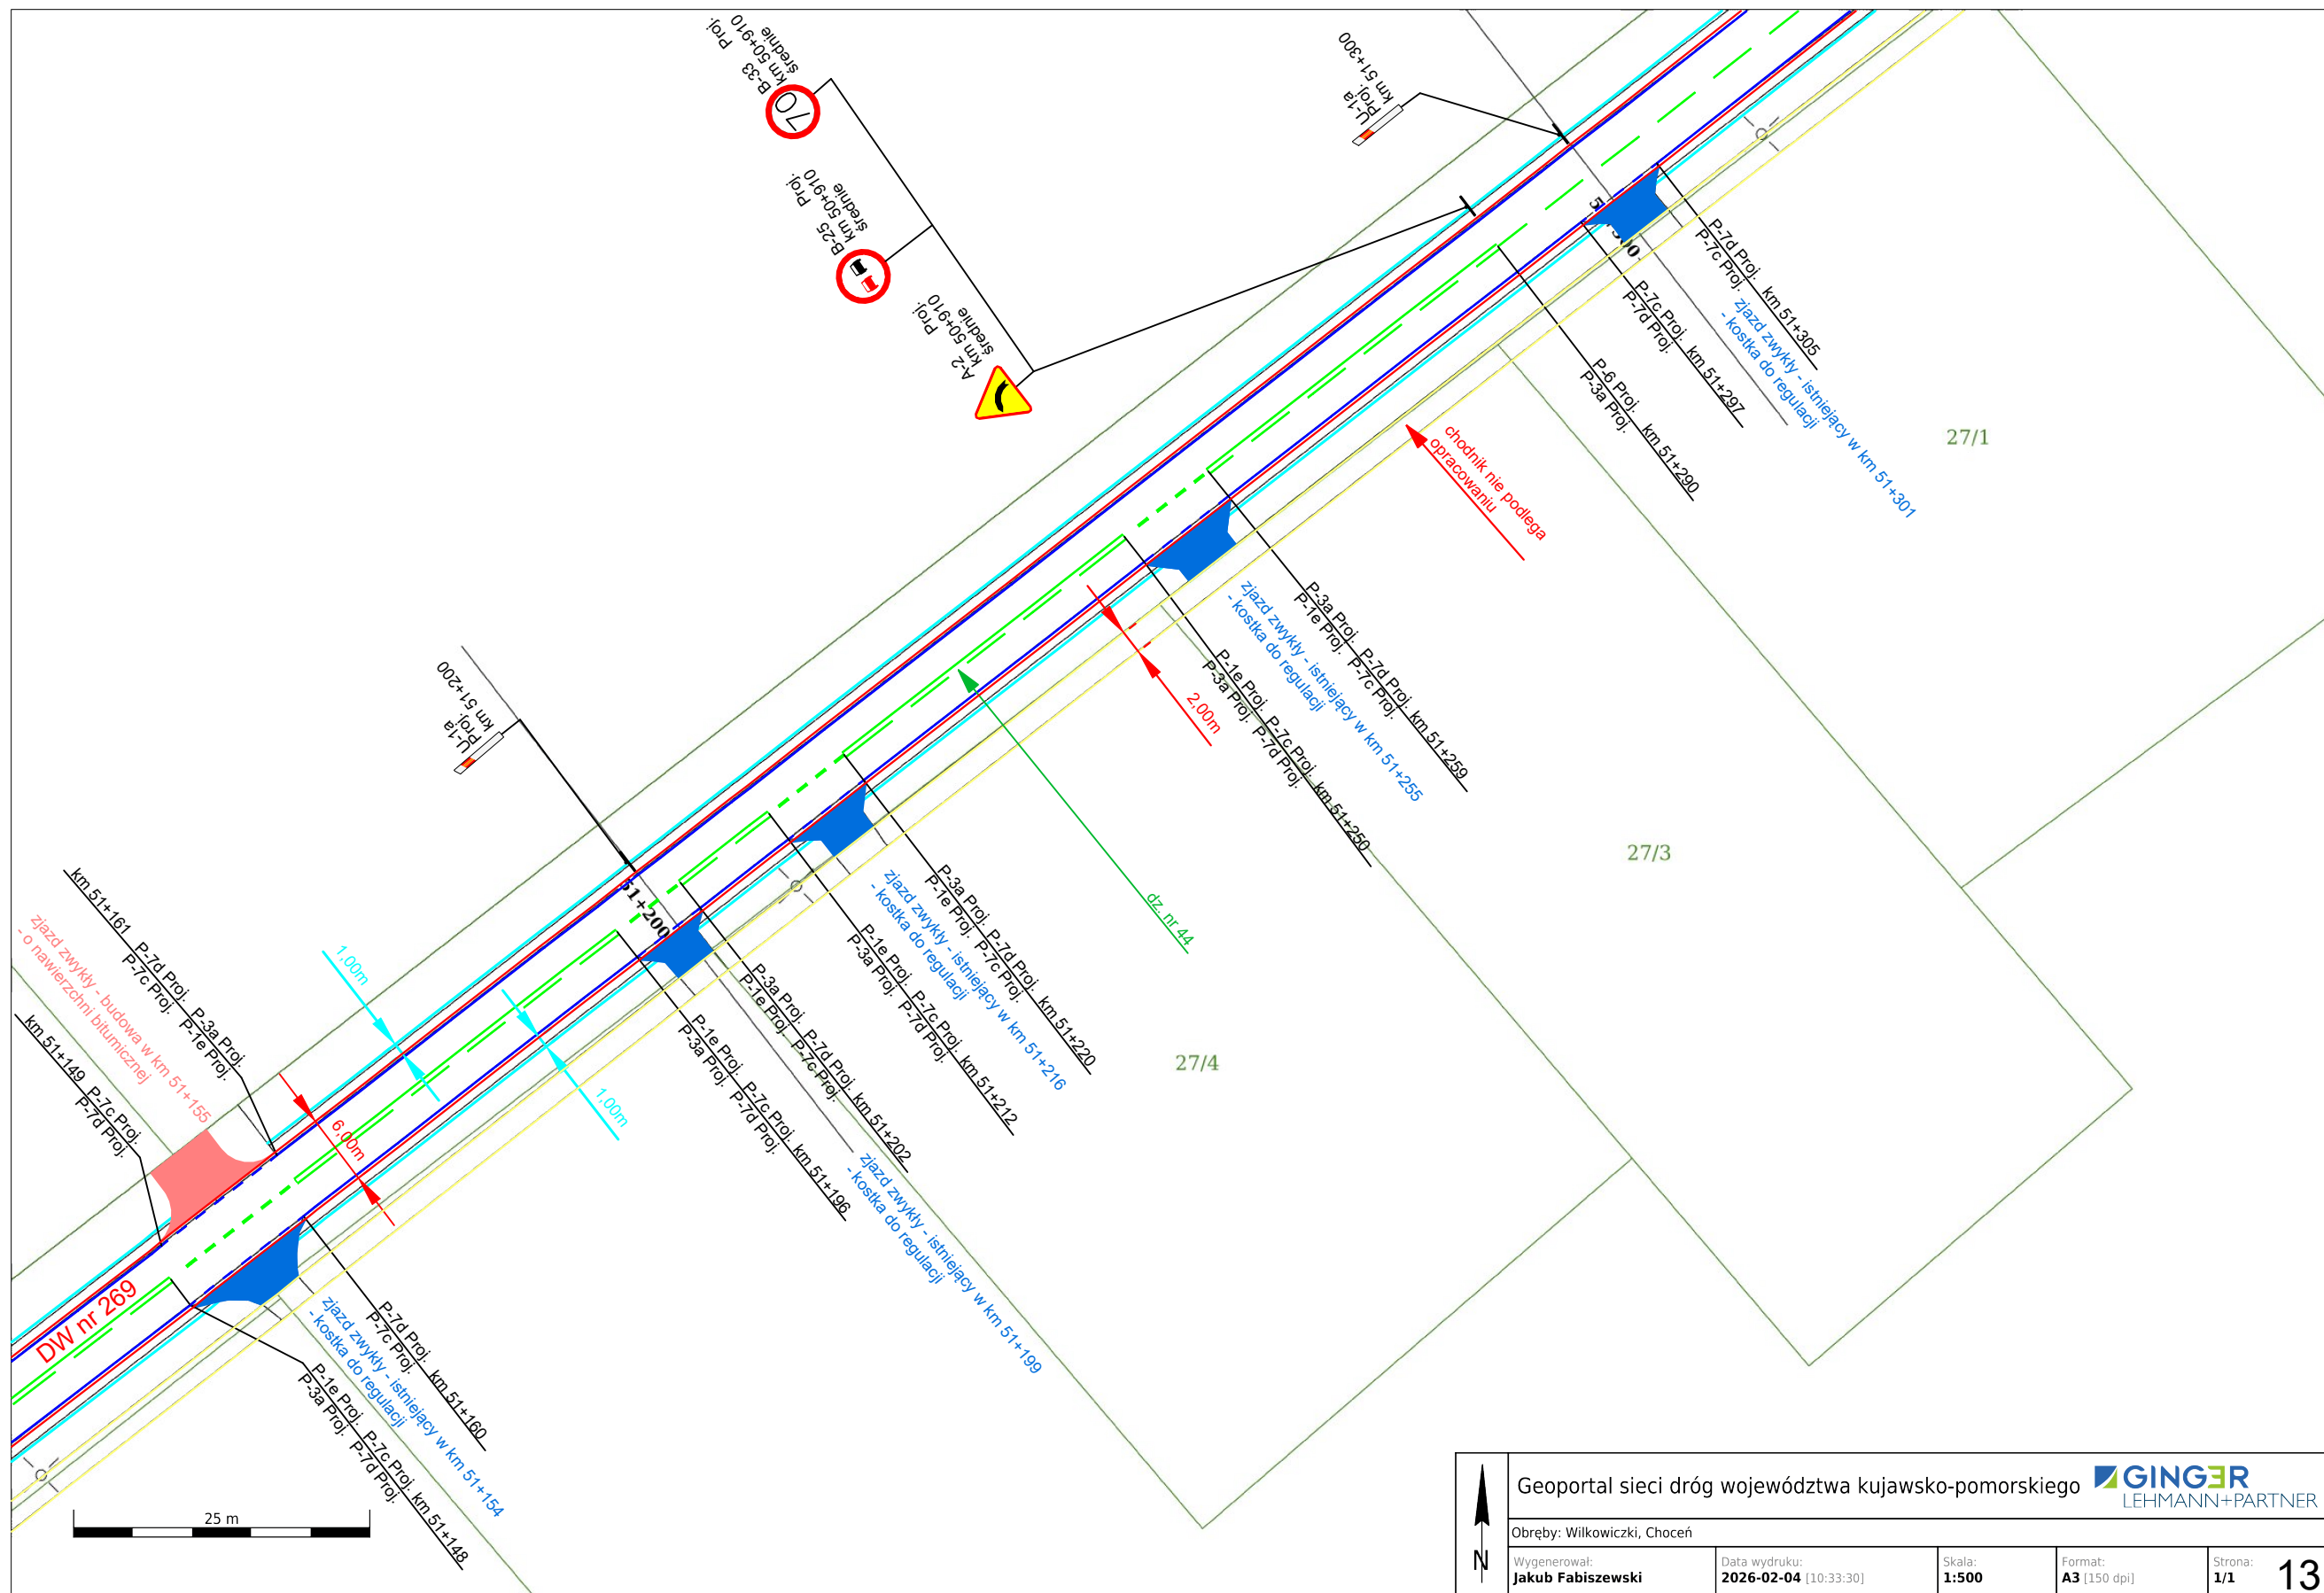 B-33
Proj.
km 50+910
średnie
70
B-25
Proj.
km 50+910
średnie
A-2
Proj.
km 50+910
średnie
U-1a
Proj.
km 51+300
P-7d Proj. km 51+305
P-7c Proj.
zjazd zwykły - istniejący w km 51+301
- kostka do regulacji
P-7c Proj. km 51+297
P-7d Proj.
P-6 Proj. km 51+290
P-3a Proj.
27/1
chodnik nie podlega
opracowaniu
P-3a Proj. P-7d Proj. km 51+259
P-1e Proj. P-7c Proj.
zjazd zwykły - istniejący w km 51+255
- kostka do regulacji
P-1e Proj. P-7c Proj. km 51+250
P-3a Proj. P-7d Proj.
2,00m
27/3
U-1a
Proj.
km 51+200
51+200
dz. nr 44
P-3a Proj. P-7d Proj. km 51+220
P-1e Proj. P-7c Proj.
zjazd zwykły - istniejący w km 51+216
- kostka do regulacji
P-1e Proj. P-7c Proj. km 51+212
P-3a Proj. P-7d Proj.
27/4
P-3a Proj. P-7d Proj. km 51+202
P-1e Proj. P-7c Proj.
zjazd zwykły - istniejący w km 51+199
- kostka do regulacji
P-1e Proj. P-7c Proj. km 51+196
P-3a Proj. P-7d Proj.
1,00m
1,00m
km 51+161 P-7d Proj. P-3a Proj.
P-7c Proj. P-1e Proj.
zjazd zwykły - budowa w km 51+155
- o nawierzchni bitumicznej
km 51+149 P-7c Proj.
P-7d Proj.
6,00m
DW nr 269
P-7d Proj. km 51+160
P-7c Proj.
zjazd zwykły - istniejący w km 51+154
- kostka do regulacji
P-1e Proj. P-7c Proj. km 51+148
P-3a Proj. P-7d Proj.
25 m
N
Geoportal sieci dróg województwa kujawsko-pomorskiego
GINGER
LEHMANN+PARTNER
Obręby: Wilkowiczki, Choceń
Wygenerował:
Jakub Fabiszewski
Data wydruku:
2026-02-04 [10:33:30]
Skala:
1:500
Format:
A3 [150 dpi]
Strona:
1/1
13